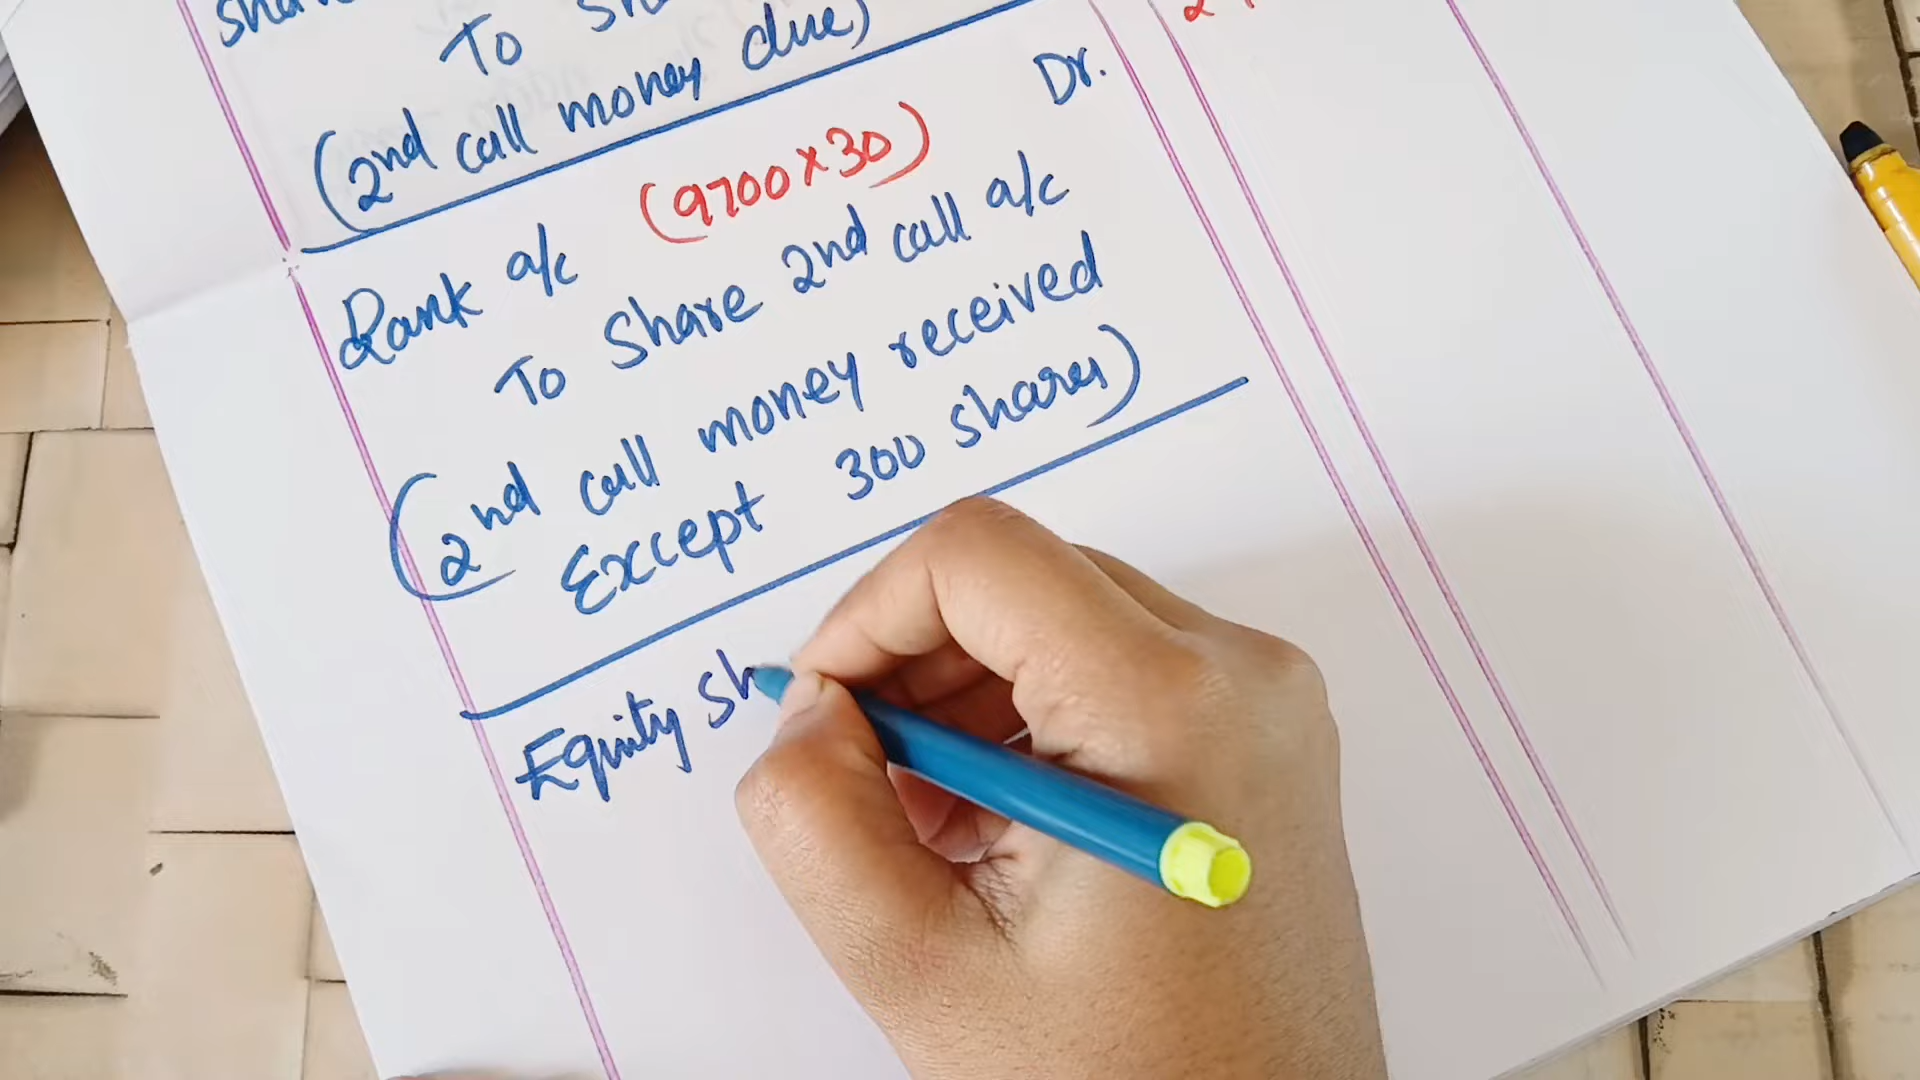 To
(2nd call money due)
Bank a/c (9700×30) Dr.
To Share 2nd call a/c
(2nd call money received
Except 300 shares)
Equity Sh